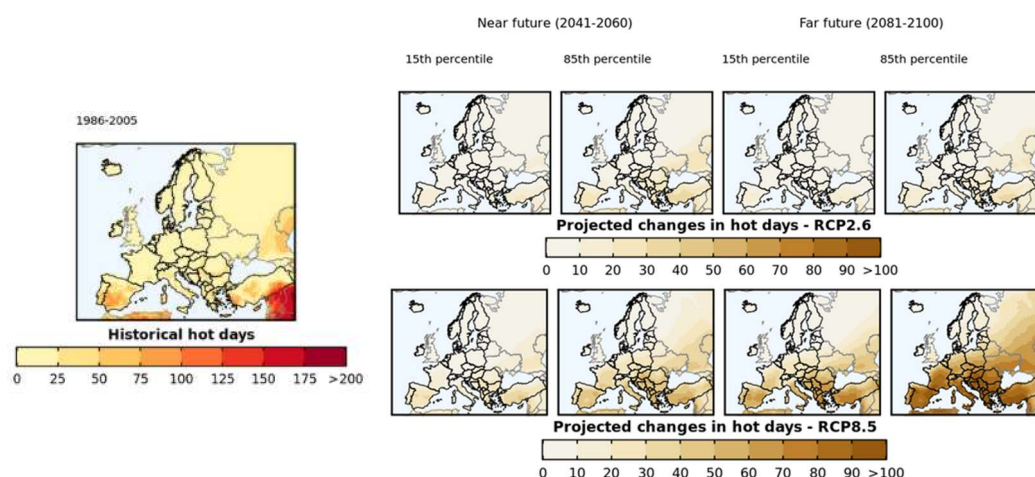 Near future (2041-2060)
Far future (2081-2100)
15th percentile
85th percentile
15th percentile
85th percentile
1986-2005
Projected changes in hot days - RCP2.6
0 10 20 30 40 50 60 70 80 90 >100
Historical hot days
0 25 50 75 100 125 150 175 >200
Projected changes in hot days - RCP8.5
0 10 20 30 40 50 60 70 80 90 >100